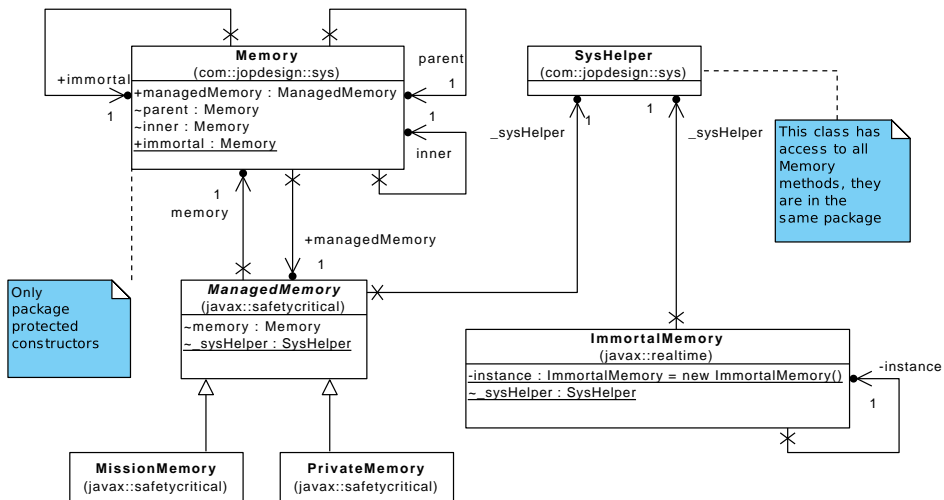 Memory
(com::jopdesign::sys)
+managedMemory : ManagedMemory
~parent : Memory
~inner : Memory
+immortal : Memory
+immortal
1
parent
1
1
inner
SysHelper
(com::jopdesign::sys)
_sysHelper
1
1
_sysHelper
This class has
access to all
Memory
methods, they
are in the
same package
1
memory
+managedMemory
1
Only
package
protected
constructors
ManagedMemory
(javax::safetycritical)
~memory : Memory
~_sysHelper : SysHelper
ImmortalMemory
(javax::realtime)
-instance : ImmortalMemory = new ImmortalMemory()
~_sysHelper : SysHelper
-instance
1
MissionMemory
(javax::safetycritical)
PrivateMemory
(javax::safetycritical)